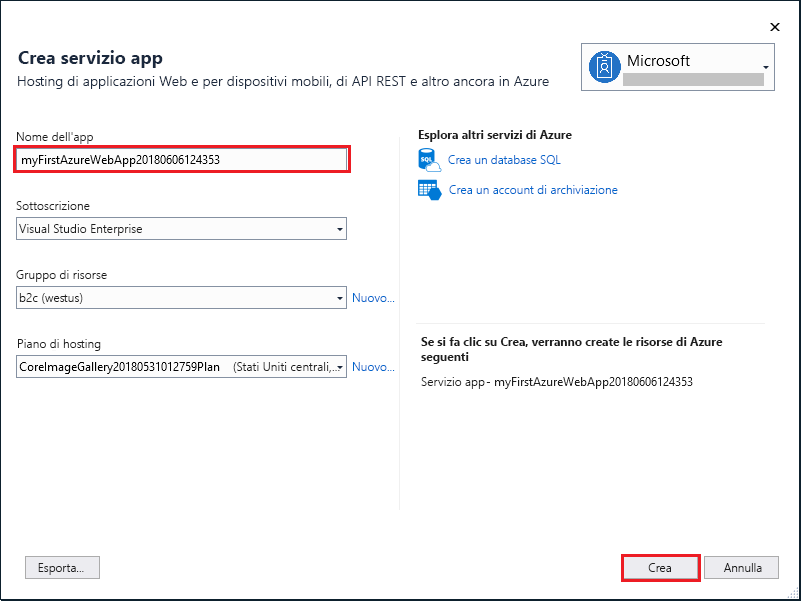 Crea servizio app
Hosting di applicazioni Web e per dispositivi mobili, di API REST e altro ancora in Azure
Microsoft
Nome dell'app
myFirstAzureWebApp20180606124353
Sottoscrizione
Visual Studio Enterprise
Gruppo di risorse
b2c (westus)
Nuovo...
Piano di hosting
CoreImageGallery20180531012759Plan (Stati Uniti centrali,...
Nuovo...
Esplora altri servizi di Azure
SQL
Crea un database SQL
Crea un account di archiviazione
Se si fa clic su Crea, verranno create le risorse di Azure
seguenti
Servizio app - myFirstAzureWebApp20180606124353
Esporta...
Crea
Annulla